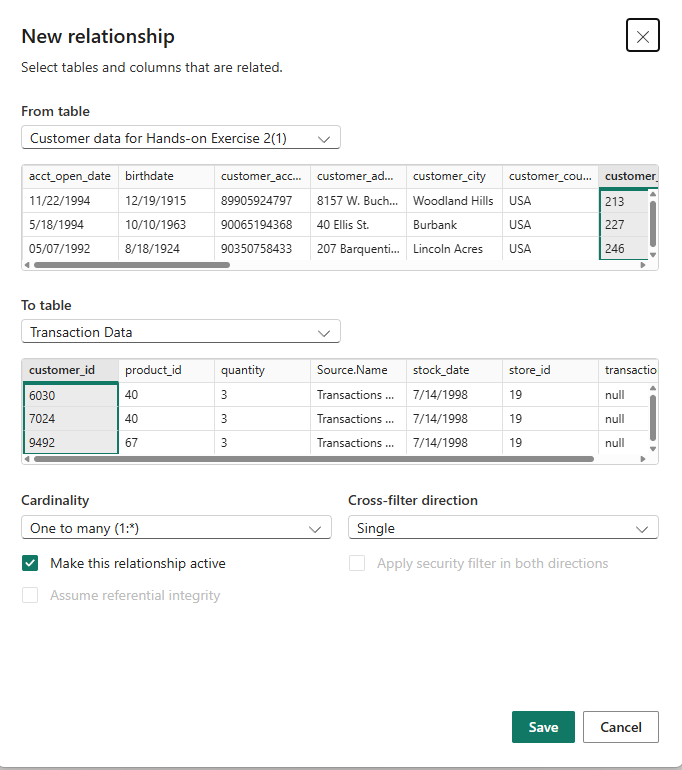 New relationship
Select tables and columns that are related.
From table
Customer data for Hands-on Exercise 2(1)
acct_open_date birthdate customer_acc... customer_ad... customer_city customer_cou... customer_
11/22/1994 12/19/1915 89905924797 8157 W. Buch... Woodland Hills USA 213
5/18/1994 10/10/1963 90065194368 40 Ellis St. Burbank USA 227
05/07/1992 8/18/1924 90350758433 207 Barquenti... Lincoln Acres USA 246
To table
Transaction Data
customer_id product_id quantity Source.Name stock_date store_id transactio
6030 40 3 Transactions ... 7/14/1998 19 null
7024 40 3 Transactions ... 7/14/1998 19 null
9492 67 3 Transactions ... 7/14/1998 19 null
Cardinality Cross-filter direction
One to many (1:*) Single
Make this relationship active Apply security filter in both directions
Assume referential integrity
Save Cancel